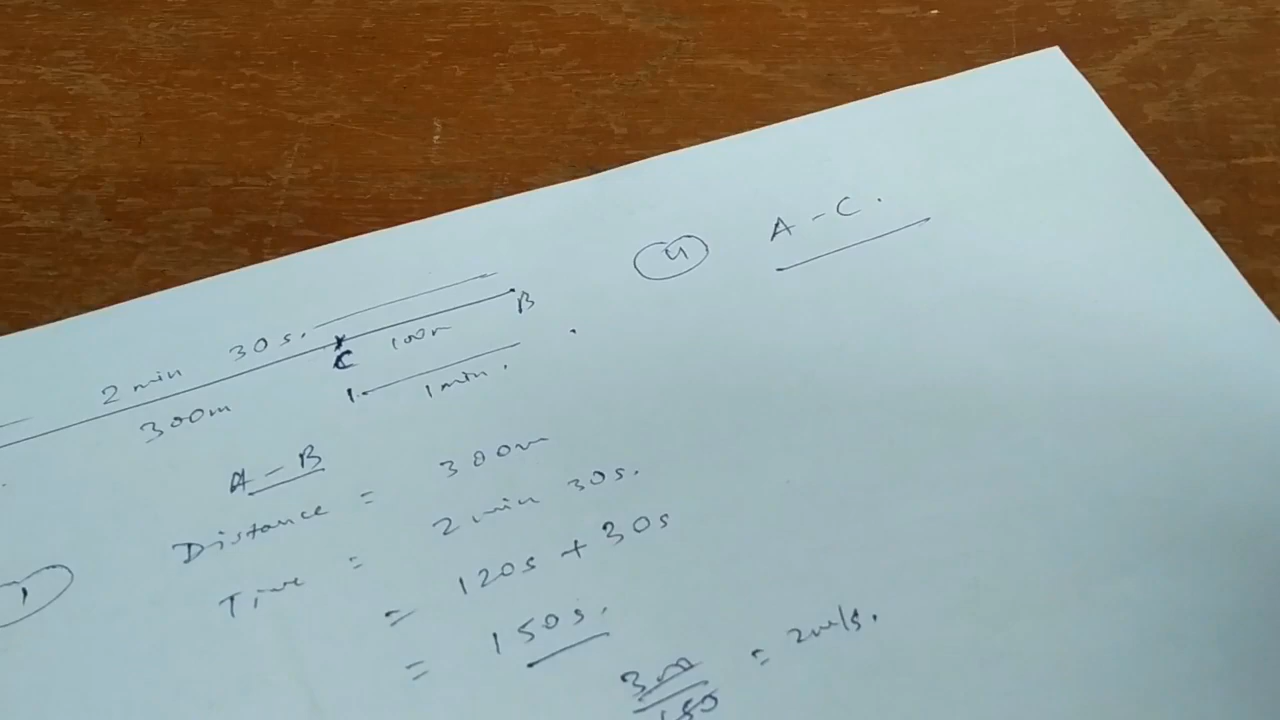 2 min 30s.
B
C
100m
300m
1 min.
A - B
Distance = 300m
Time = 2 min 30s.
= 120s + 30s
= 150s.
300/150 = 2m/s.
1
4 A - C.